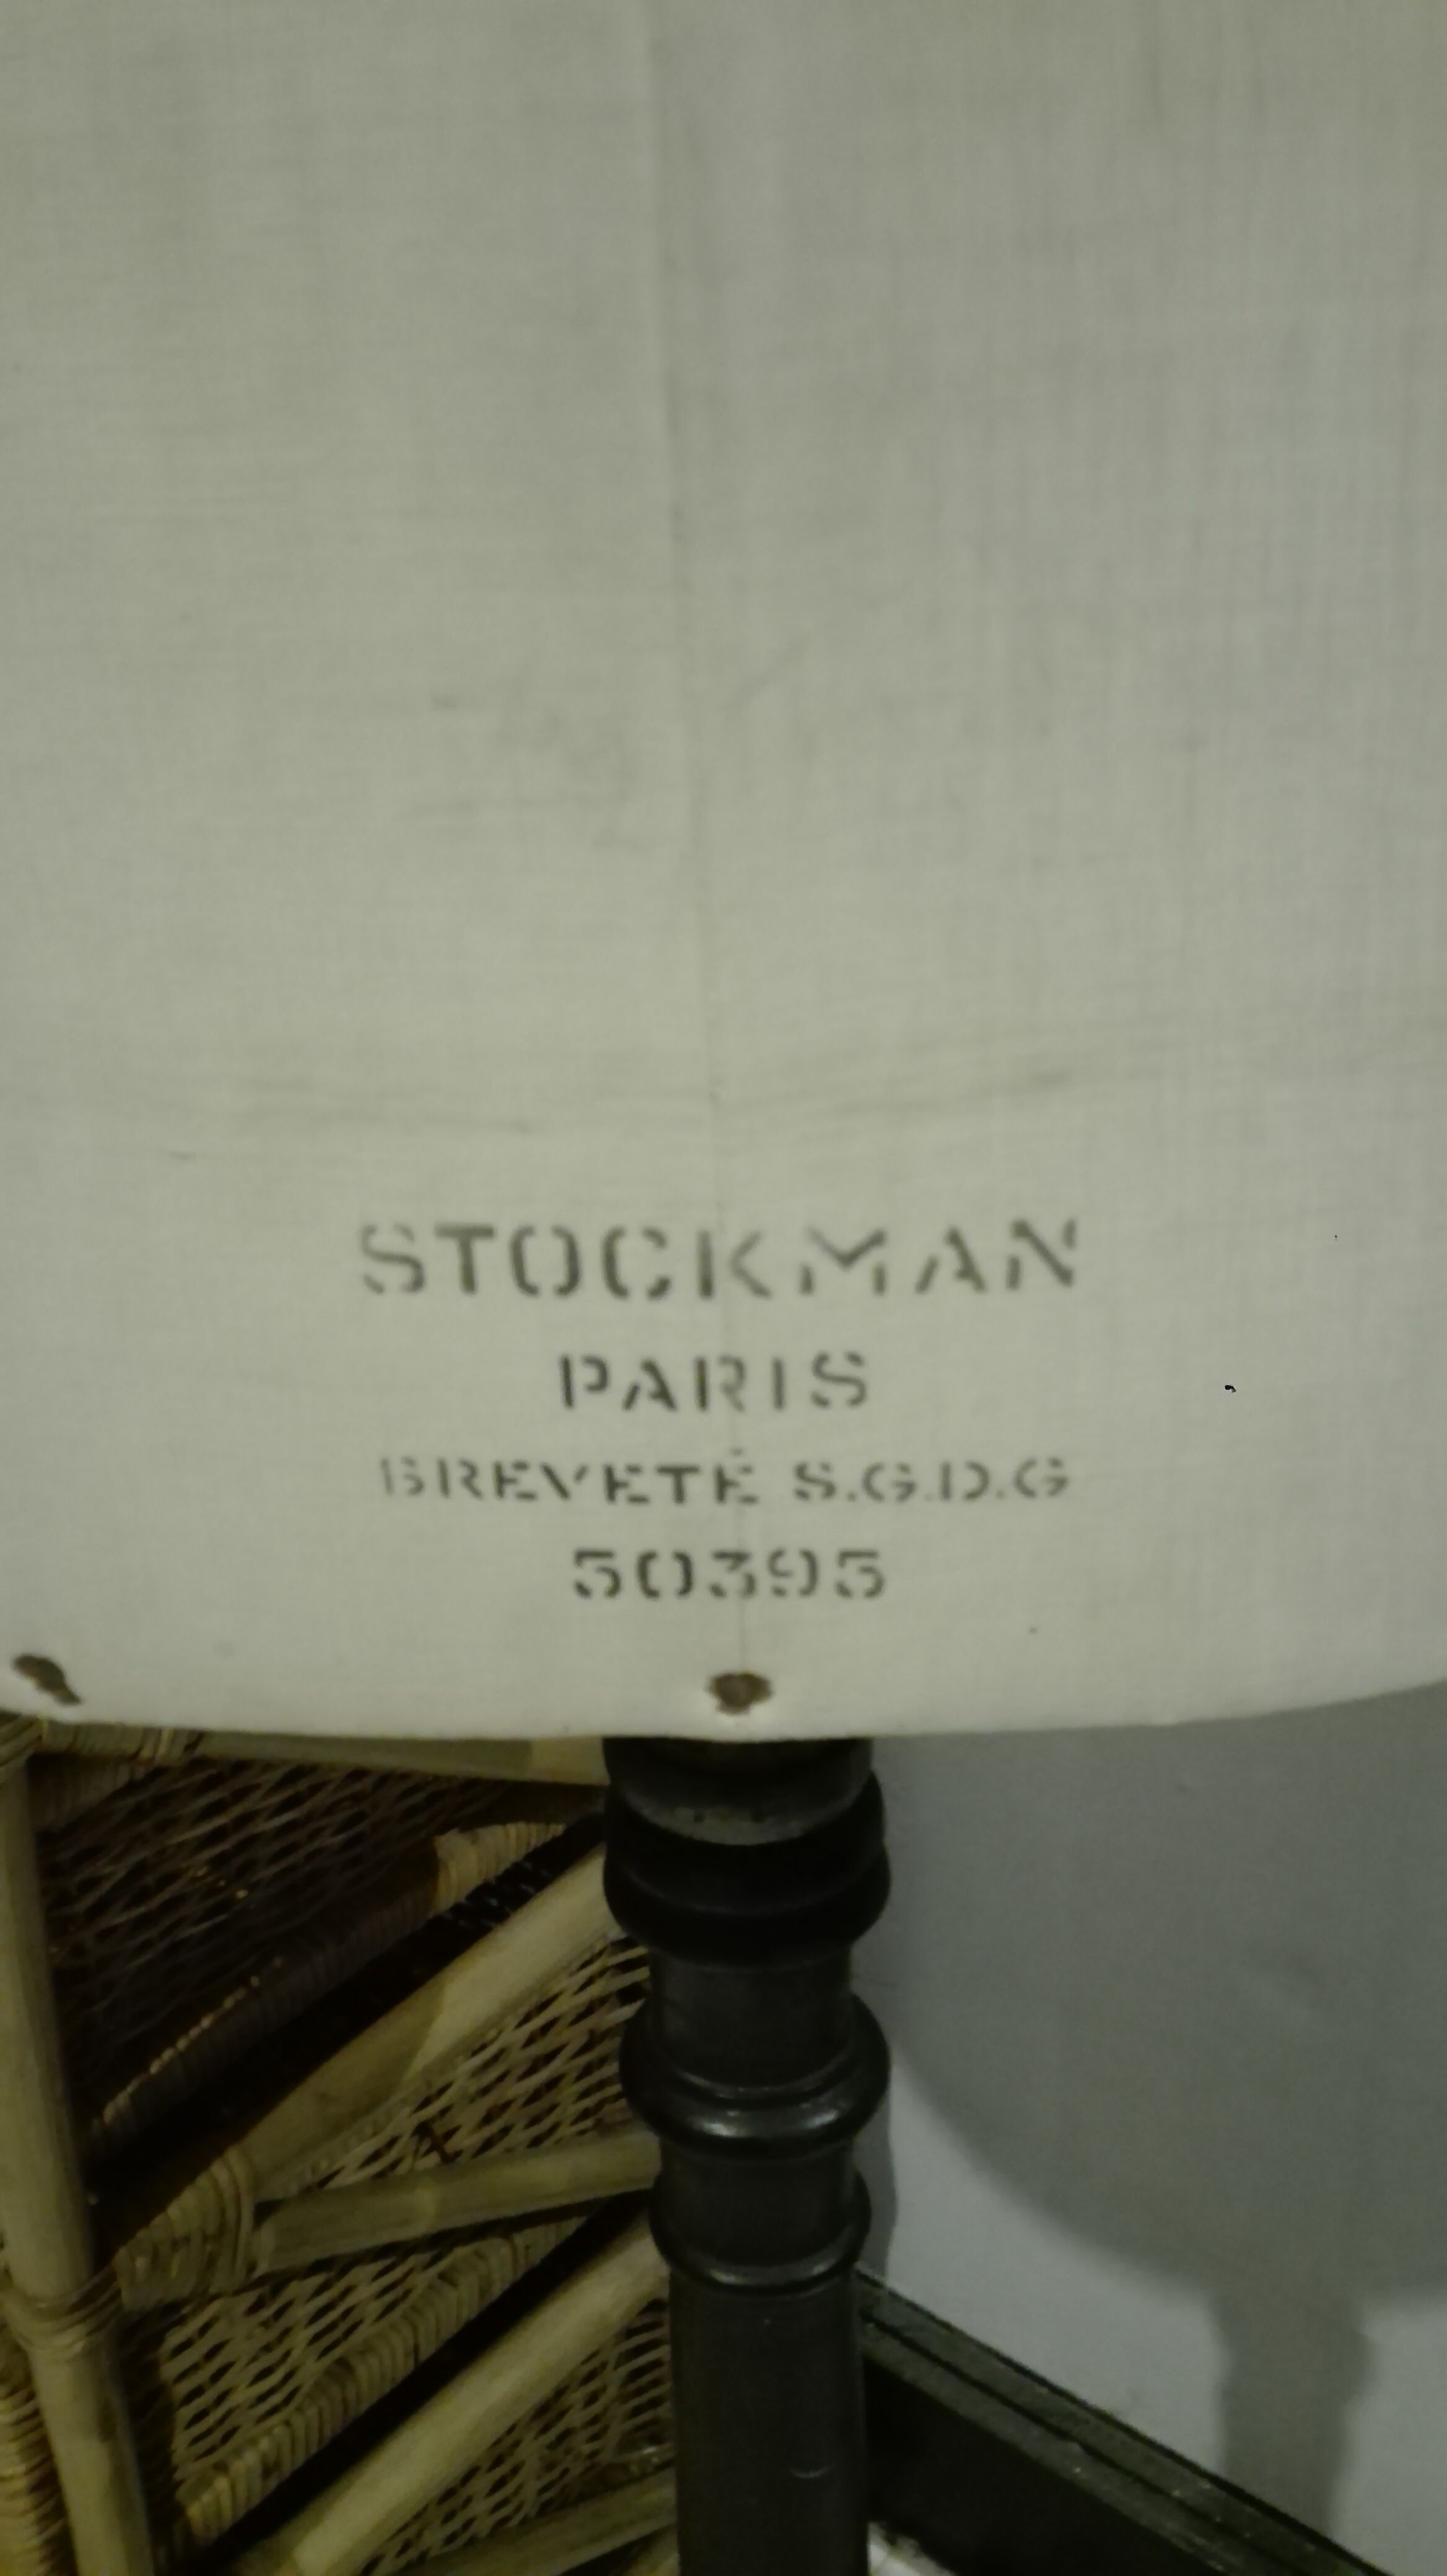 STOCKMAN
PARIS
BREVETÉ S.G.D.G
50395